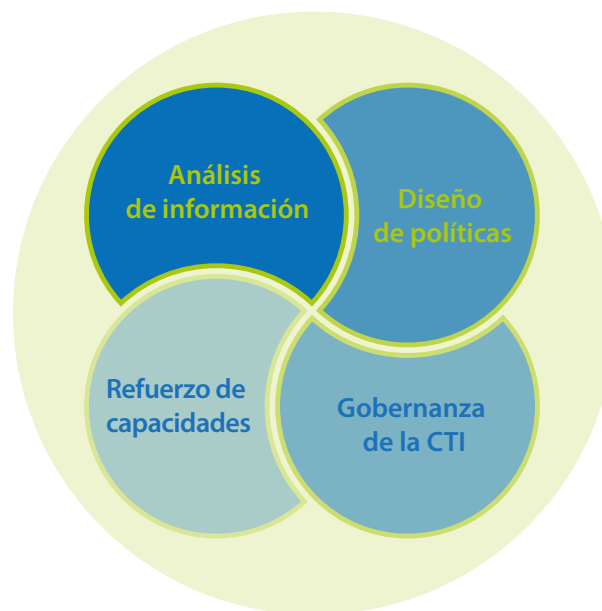 Análisis
de información
Diseño
de políticas
Refuerzo de
capacidades
Gobernanza
de la CTI